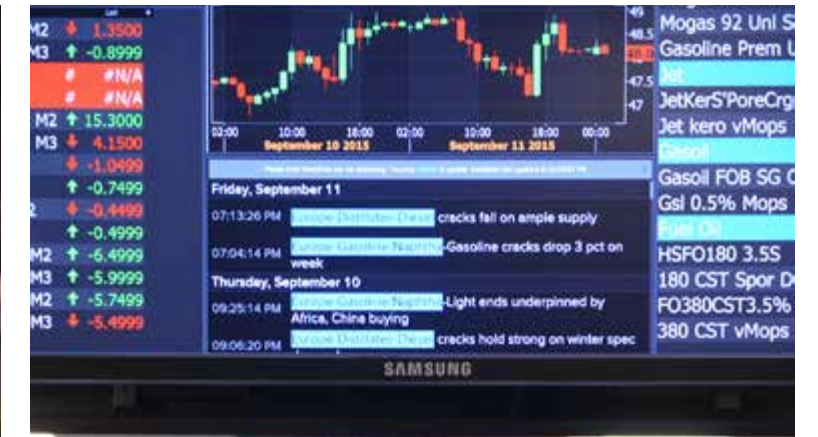 Last
M2 1.3500
M3 -0.8999
# #N/A
# #N/A
M2 15.3000
M3 4.1500
-1.0499
-0.7499
2 -0.4499
-0.4999
M2 -6.4999
M3 -5.9999
M2 -5.7499
M3 -5.4999
49
48.5
48.0
47.5
47
02:00 10:00 18:00 02:00 10:00 18:00 00:00
September 10 2015 September 11 2015
Friday, September 11
07:13:26 PM Europe Distillates-Diesel cracks fall on ample supply
07:04:14 PM Europe Gasoline/Naphtha-Gasoline cracks drop 3 pct on
week
Thursday, September 10
09:25:14 PM Europe Gasoline/Naphtha-Light ends underpinned by
Africa, China buying
09:06:20 PM Europe Distillates-Diesel cracks hold strong on winter spec
Mogas 92 Unl S
Gasoline Prem U
Jet
JetKerS'PoreCrg
Jet kero vMops
Gasoil
Gasoil FOB SG C
Gsl 0.5% Mops
Fuel Oil
HSFO180 3.5S
180 CST Spor D
FO380CST3.5%
380 CST vMops
SAMSUNG